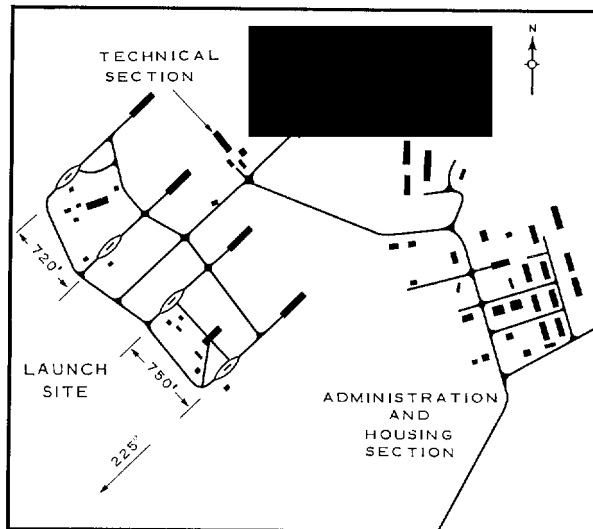 N
TECHNICAL
SECTION
720'
LAUNCH
SITE
750'
225°
ADMINISTRATION
AND
HOUSING
SECTION